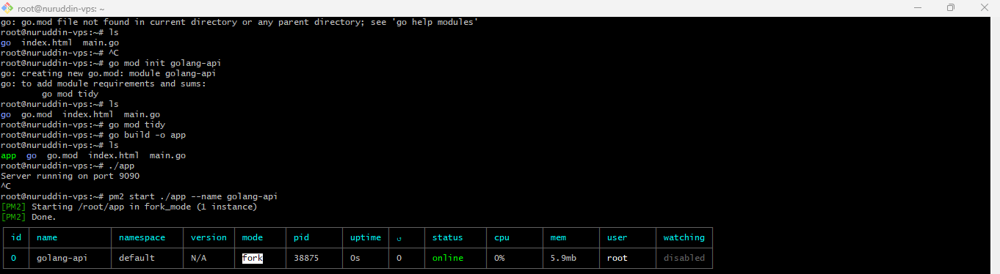 root@nuruddin-vps: ~
go: go.mod file not found in current directory or any parent directory; see 'go help modules'
root@nuruddin-vps:~# ls
go  index.html  main.go
root@nuruddin-vps:~# ^C
root@nuruddin-vps:~# go mod init golang-api
go: creating new go.mod: module golang-api
go: to add module requirements and sums:
        go mod tidy
root@nuruddin-vps:~# ls
go  go.mod  index.html  main.go
root@nuruddin-vps:~# go mod tidy
root@nuruddin-vps:~# go build -o app
root@nuruddin-vps:~# ls
app  go  go.mod  index.html  main.go
root@nuruddin-vps:~# ./app
Server running on port 9090
^C
root@nuruddin-vps:~# pm2 start ./app --name golang-api
[PM2] Starting /root/app in fork_mode (1 instance)
[PM2] Done.
id name namespace version mode pid uptime ↺ status cpu mem user watching
0 golang-api default N/A fork 38875 0s 0 online 0% 5.9mb root disabled